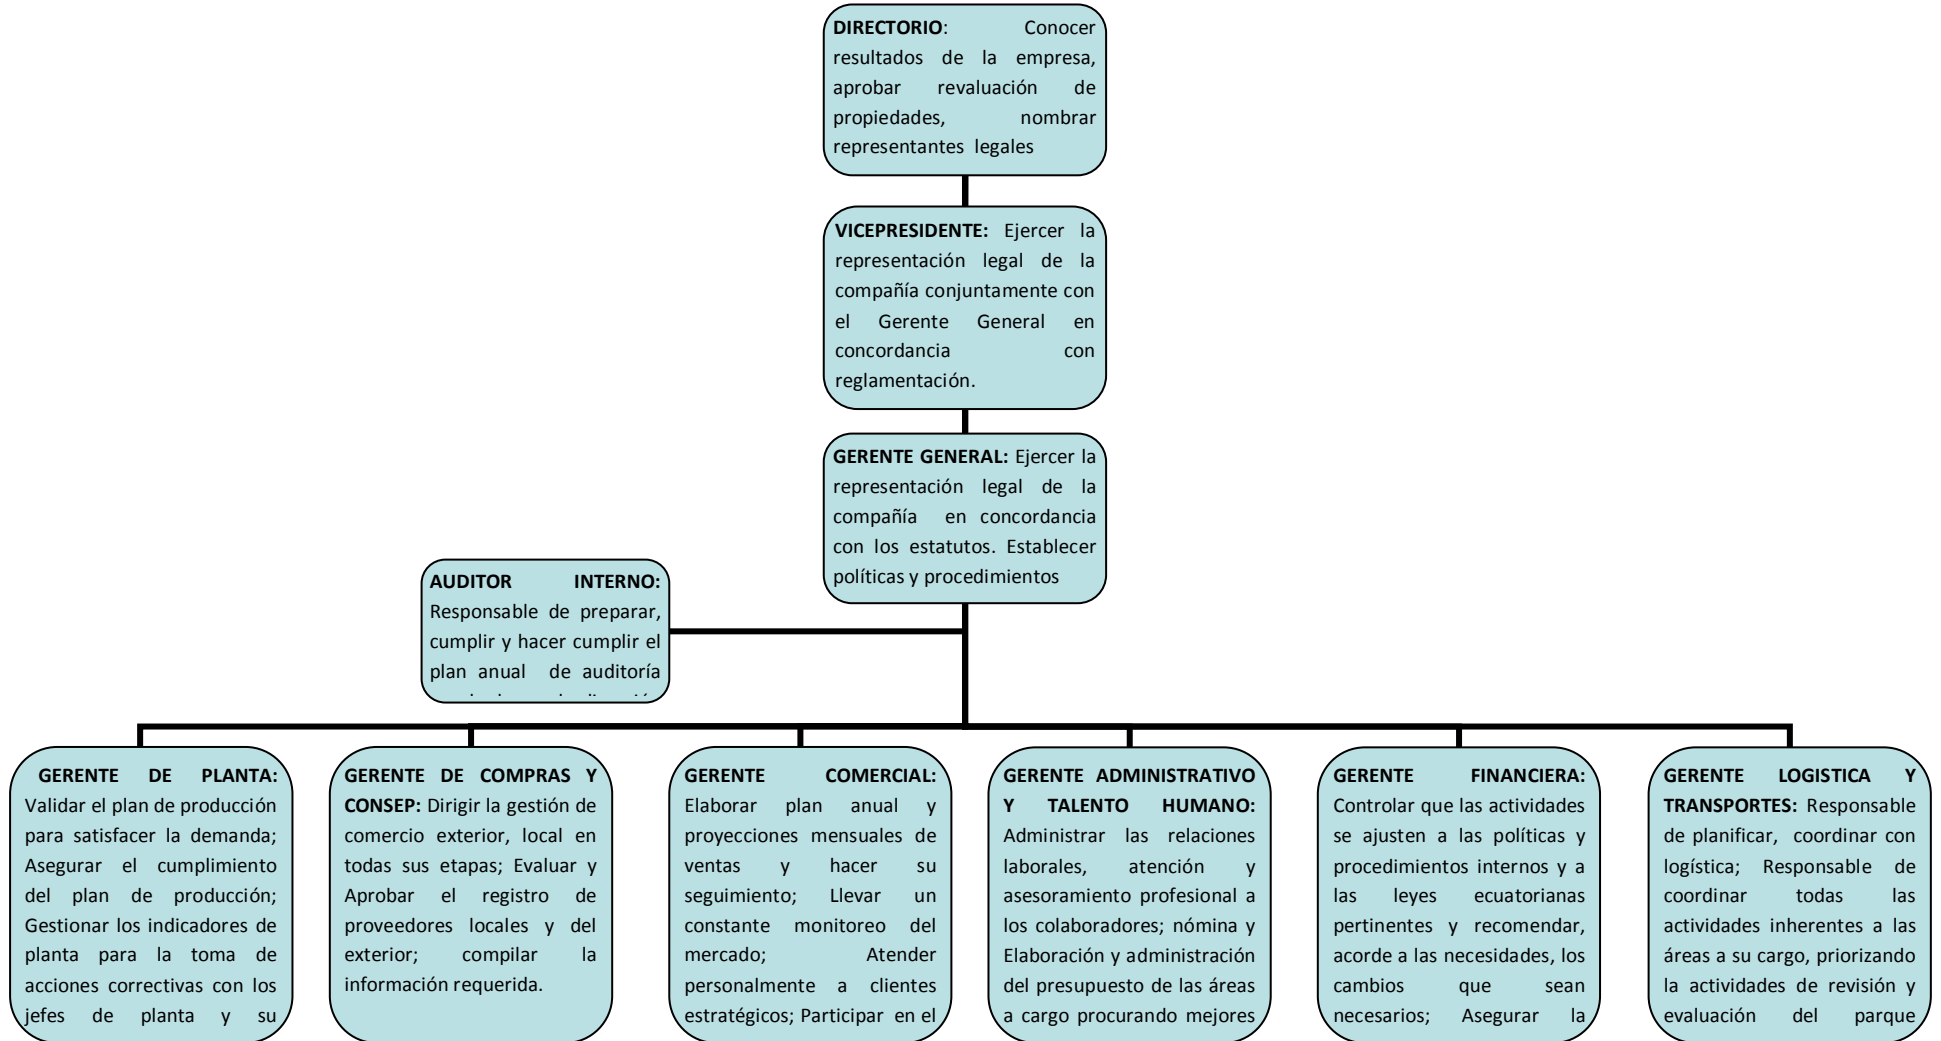 DIRECTORIO: Conocer
resultados de la empresa,
aprobar revaluación de
propiedades, nombrar
representantes legales
VICEPRESIDENTE: Ejercer la
representación legal de la
compañía conjuntamente con
el Gerente General en
concordancia con
reglamentación.
GERENTE GENERAL: Ejercer la
representación legal de la
compañía en concordancia
con los estatutos. Establecer
políticas y procedimientos
AUDITOR INTERNO:
Responsable de preparar,
cumplir y hacer cumplir el
plan anual de auditoría
GERENTE DE PLANTA:
Validar el plan de producción
para satisfacer la demanda;
Asegurar el cumplimiento
del plan de producción;
Gestionar los indicadores de
planta para la toma de
acciones correctivas con los
jefes de planta y su
GERENTE DE COMPRAS Y
CONSEP: Dirigir la gestión de
comercio exterior, local en
todas sus etapas; Evaluar y
Aprobar el registro de
proveedores locales y del
exterior; compilar la
información requerida.
GERENTE COMERCIAL:
Elaborar plan anual y
proyecciones mensuales de
ventas y hacer su
seguimiento; Llevar un
constante monitoreo del
mercado; Atender
personalmente a clientes
estratégicos; Participar en el
GERENTE ADMINISTRATIVO
Y TALENTO HUMANO:
Administrar las relaciones
laborales, atención y
asesoramiento profesional a
los colaboradores; nómina y
Elaboración y administración
del presupuesto de las áreas
a cargo procurando mejores
GERENTE FINANCIERA:
Controlar que las actividades
se ajusten a las políticas y
procedimientos internos y a
las leyes ecuatorianas
pertinentes y recomendar,
acorde a las necesidades, los
cambios que sean
necesarios; Asegurar la
GERENTE LOGISTICA Y
TRANSPORTES: Responsable
de planificar, coordinar con
logística; Responsable de
coordinar todas las
actividades inherentes a las
áreas a su cargo, priorizando
la actividades de revisión y
evaluación del parque